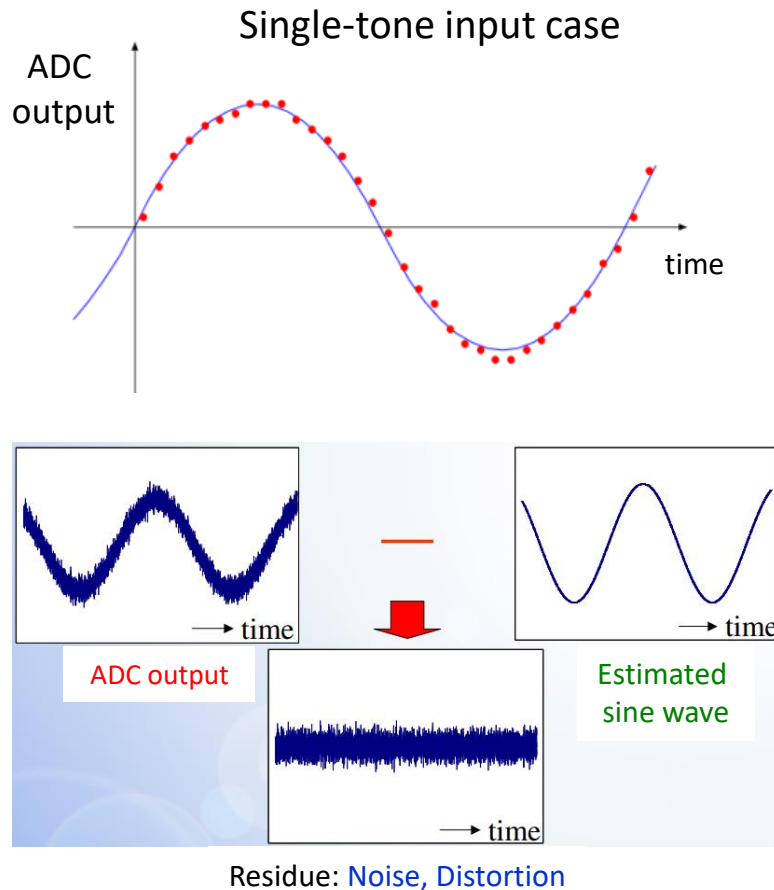 Single-tone input case
ADC
output
time
time
time
ADC output
Estimated
sine wave
time
Residue: Noise, Distortion